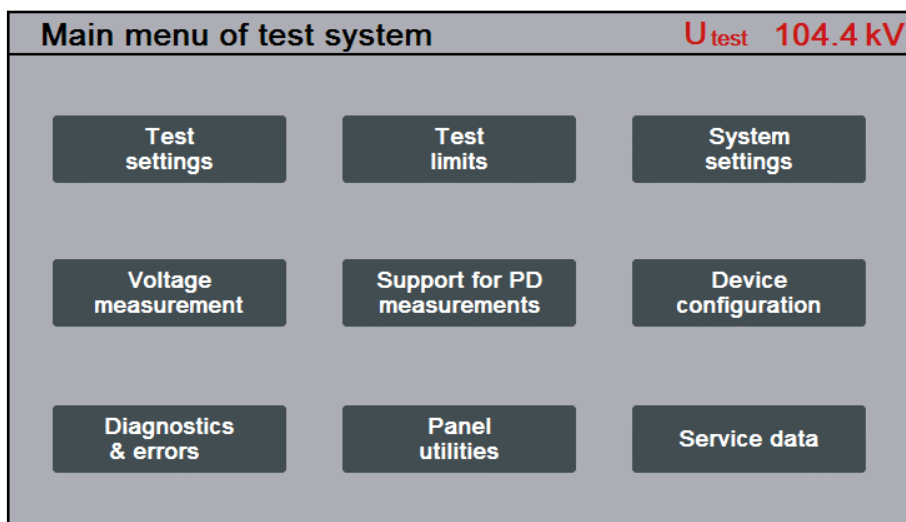 Main menu of test system U test 104.4 kV
Test
settings
Test
limits
System
settings
Voltage
measurement
Support for PD
measurements
Device
configuration
Diagnostics
& errors
Panel
utilities
Service data